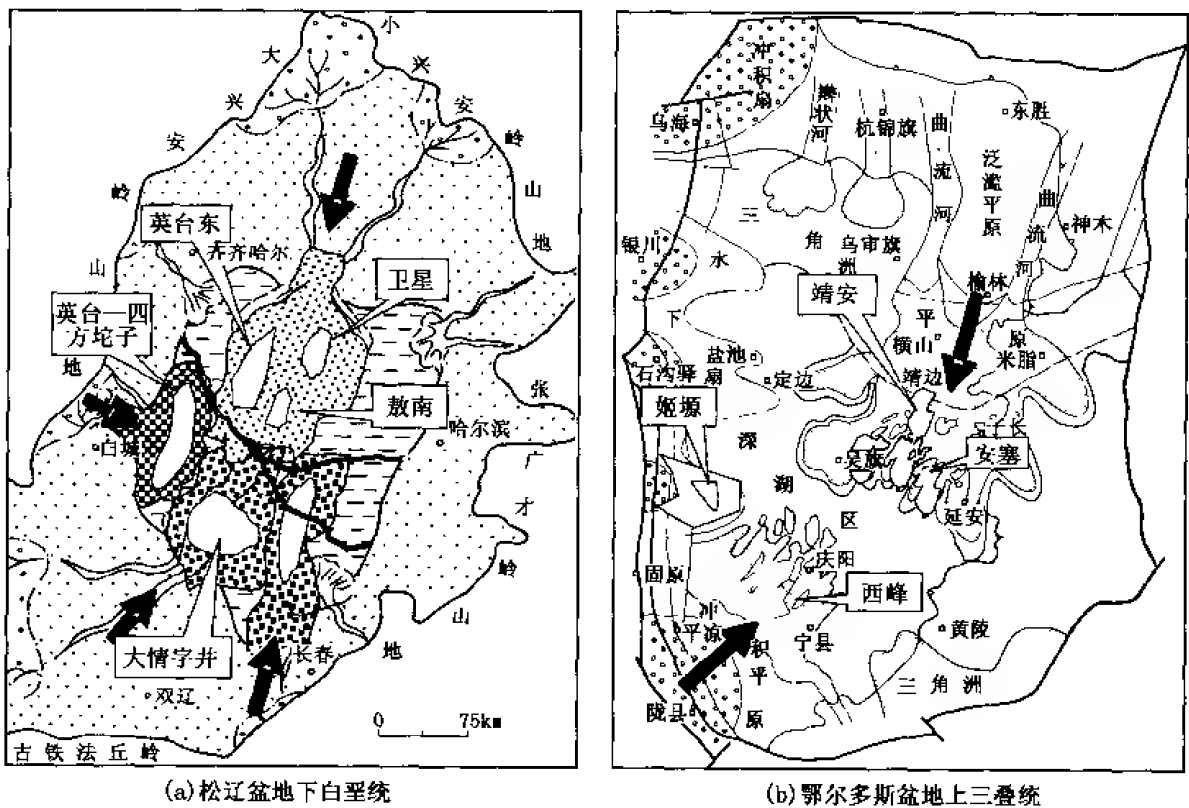 大
小
兴
安
岭
山
地
兴
安
岭
山
地
英台东
齐齐哈尔
卫星
英台—四
方坨子
敖南
白城
哈尔滨
张
广
才
岭
山
地
大情字井
长春
双辽
0 75km
古铁法丘岭
(a)松辽盆地下白垩统
冲积扇
乌海
辫状河
杭锦旗
曲流河
东胜
泛滥平原
曲流河
神木
三角洲平原
银川
水下扇
乌审旗
靖安
榆林
横山
米脂
石沟驿
盐池
定边
靖边
姬塬
子长
安塞
吴旗
深湖区
延安
庆阳
固原
西峰
冲积平原
平凉
宁县
黄陵
陇县
三角洲
(b)鄂尔多斯盆地上三叠统